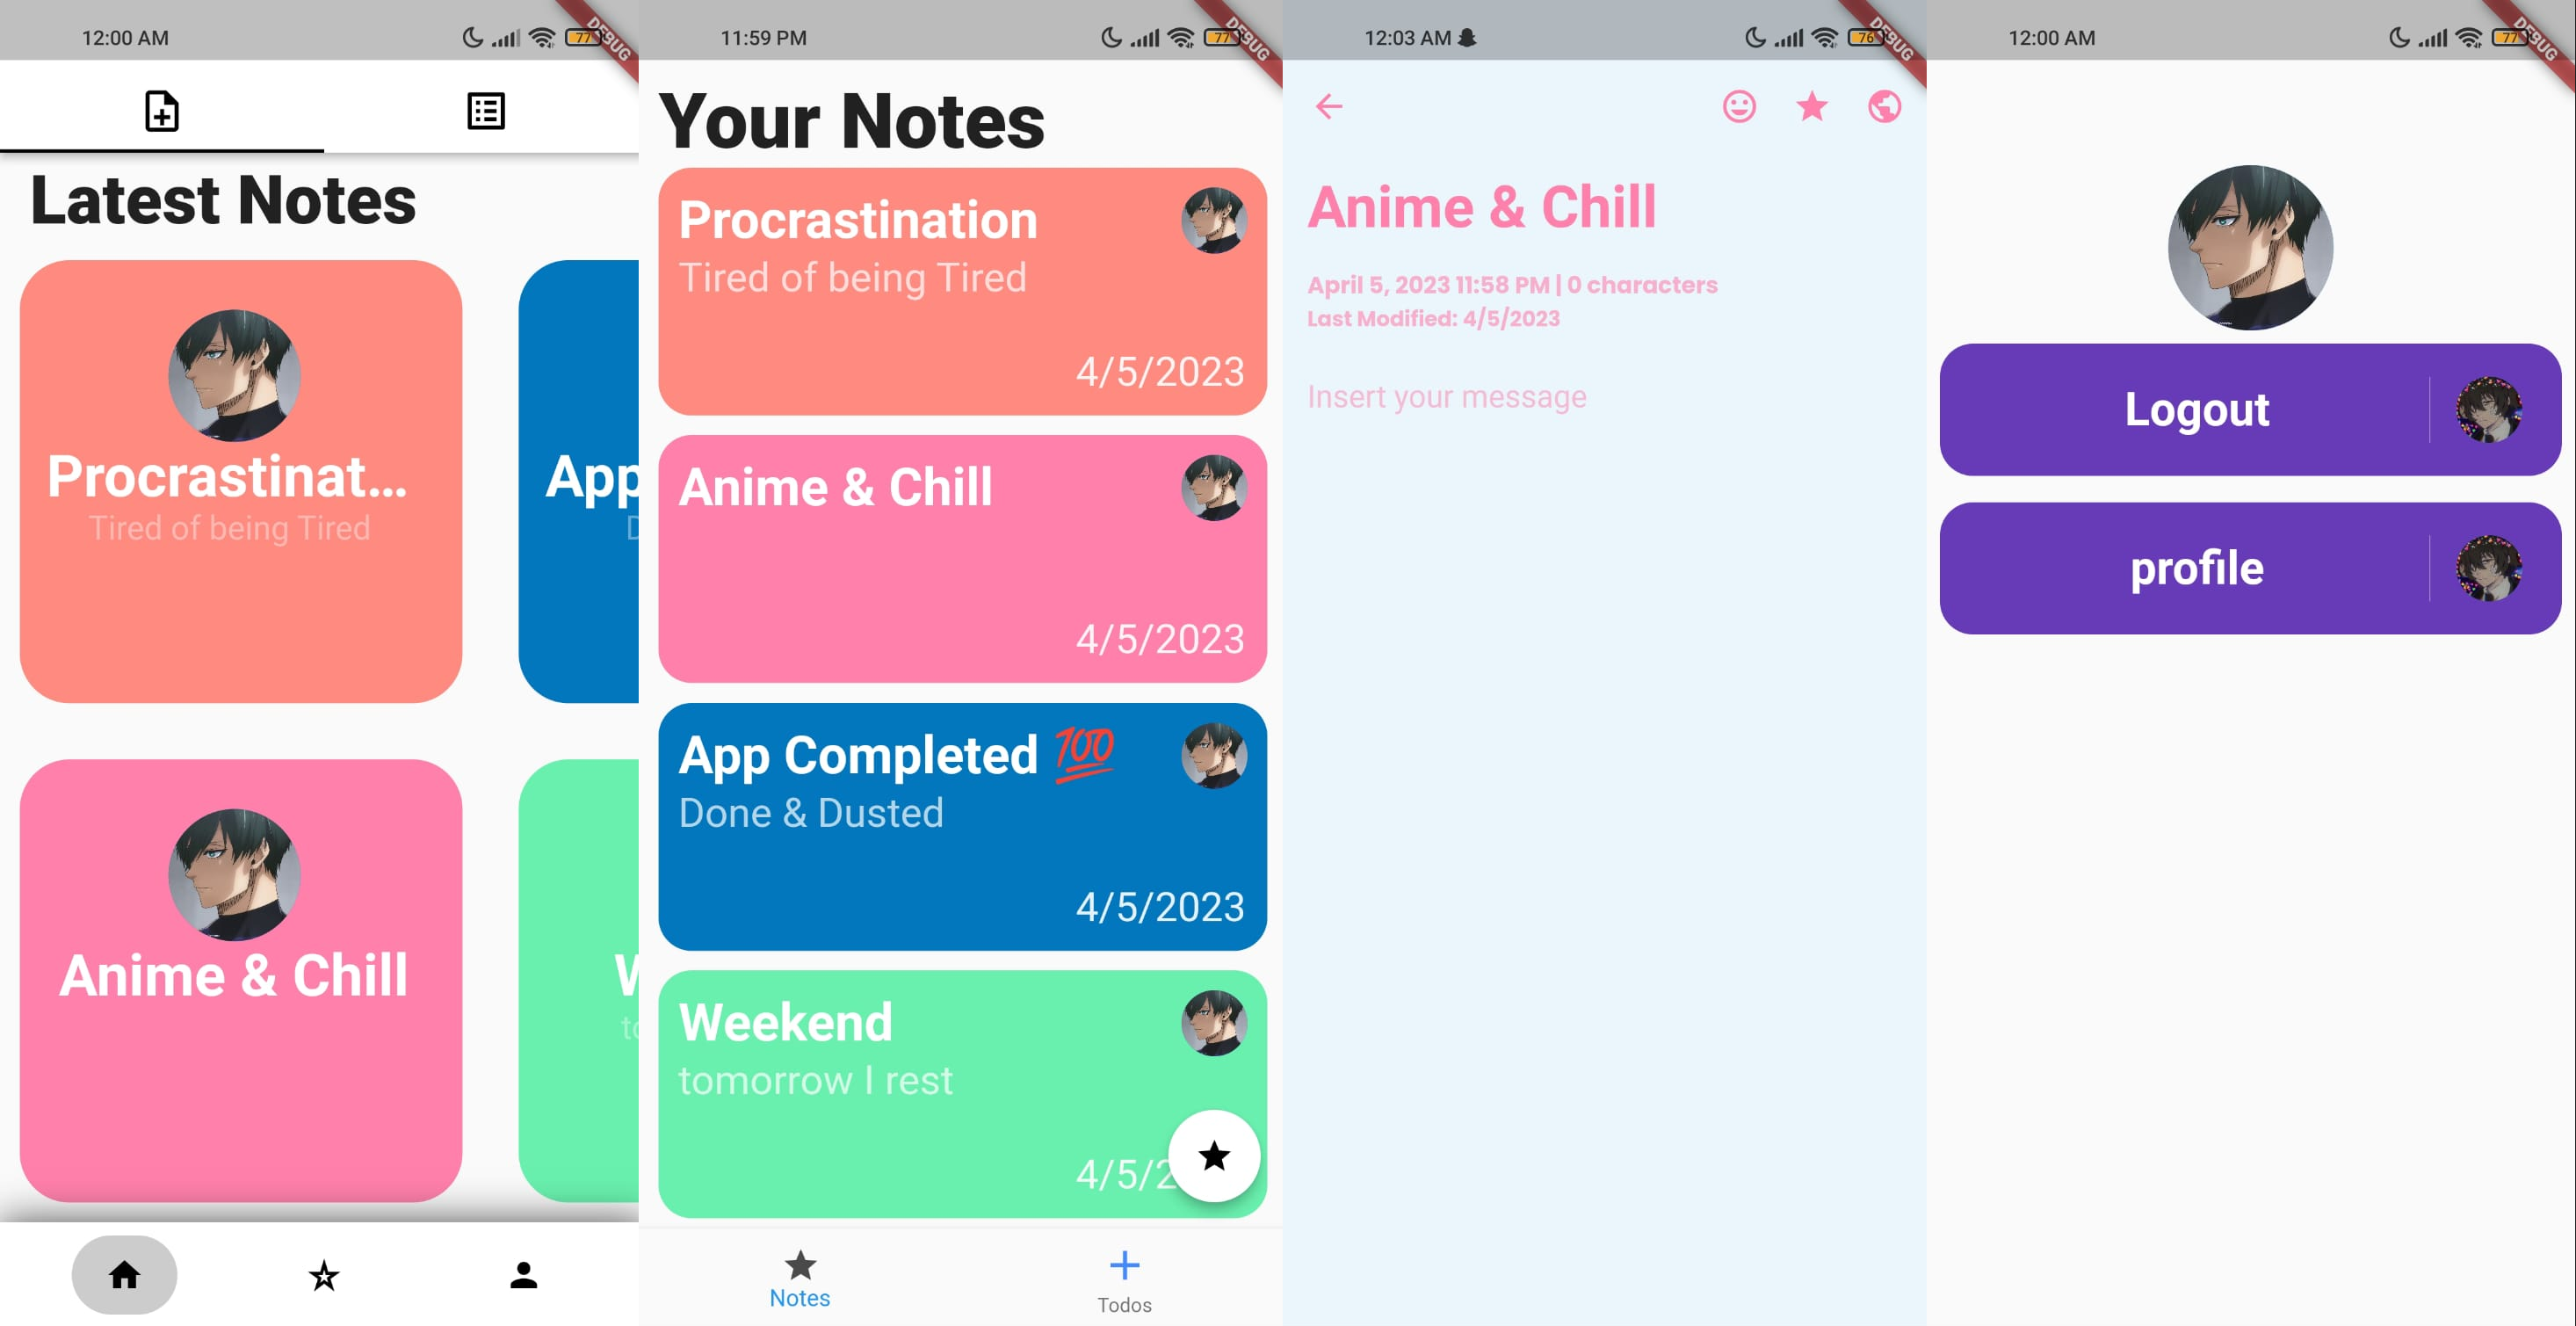 12:00 AM
77
DEBUG
Latest Notes
Procrastinat...
Tired of being Tired
App
D
Anime & Chill
W
to
11:59 PM
77
DEBUG
Your Notes
Procrastination
Tired of being Tired
4/5/2023
Anime & Chill
4/5/2023
App Completed 💯
Done & Dusted
4/5/2023
Weekend
tomorrow I rest
4/5/2
Notes
Todos
12:03 AM
76
DEBUG
Anime & Chill
April 5, 2023 11:58 PM | 0 characters
Last Modified: 4/5/2023
Insert your message
12:00 AM
77
DEBUG
Logout
profile